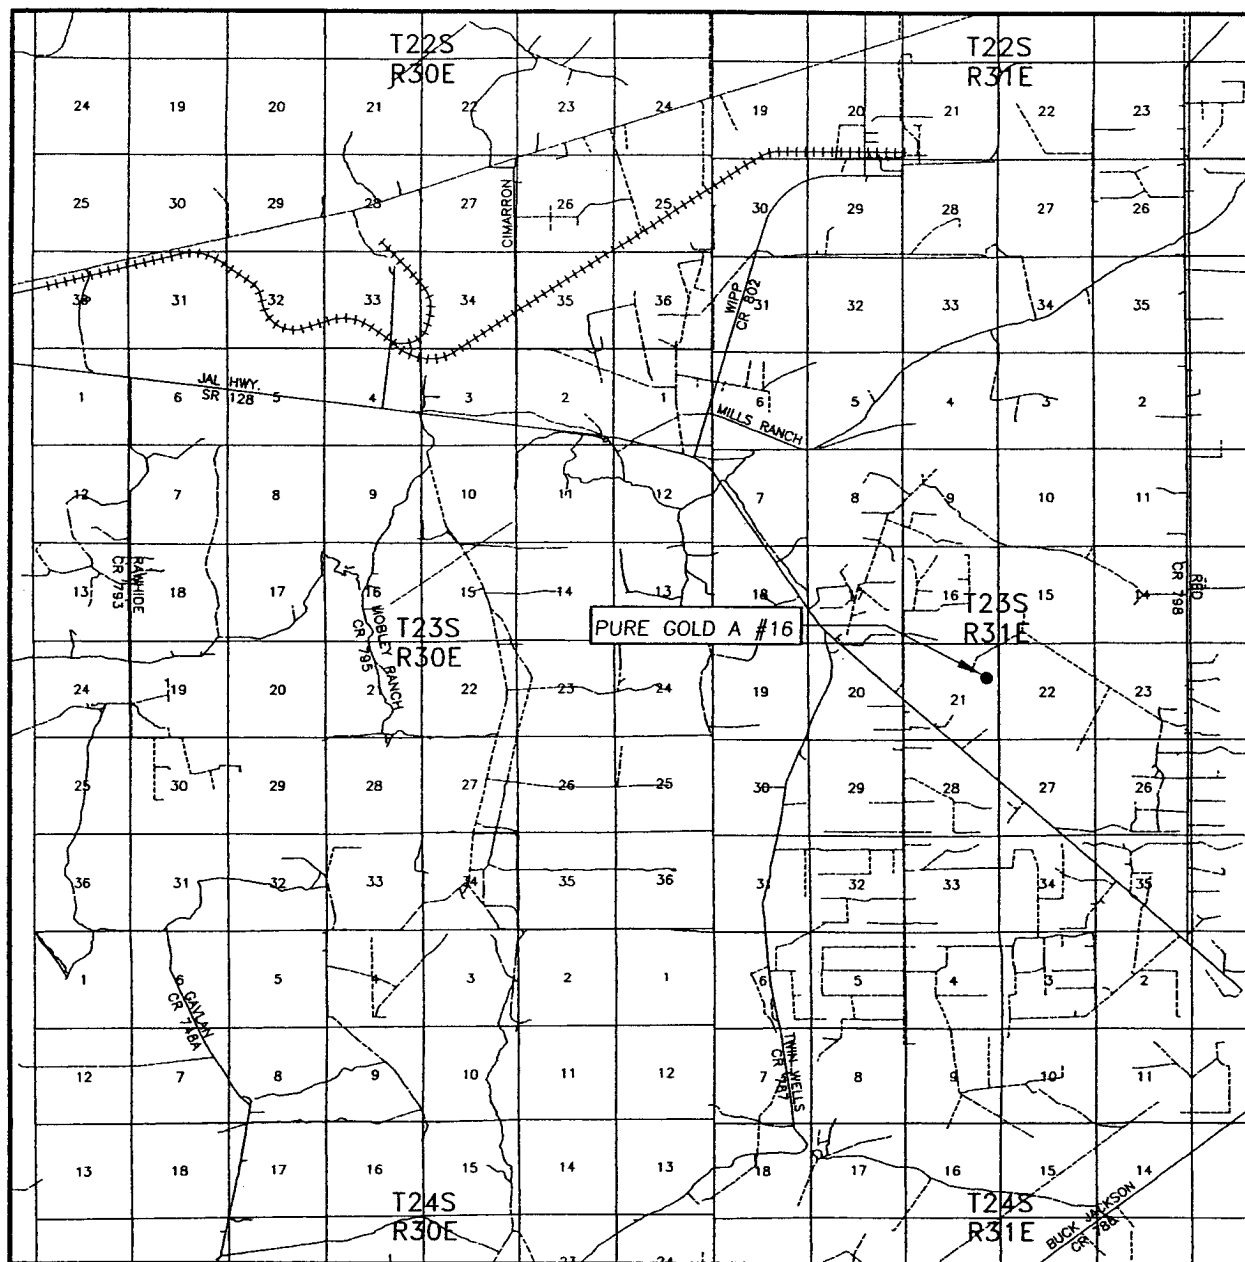 T22S
R30E
T22S
R31E
24 19 20 21 22 23 24 19 20 21 22 23
25 30 29 28 27 26 25 30 29 28 27 26
CIMARRON
36 31 32 33 34 35 36 31 32 33 34 35
WIPP
CR 802
JAL HWY.
SR 128
1 6 5 4 3 2 1 6 5 4 3 2
MILLS RANCH
12 7 8 9 10 11 12 7 8 9 10 11
RAWHIDE
CR 793
RED
CR 798
13 18 17 16 15 14 13 18 16 15 14
PURE GOLD A #16
T23S
R30E
T23S
R31E
MOBLEY RANCH
CR 795
24 19 20 21 22 23 24 19 20 21 22 23
25 30 29 28 27 26 25 30 29 28 27 26
36 31 32 33 34 35 36 31 32 33 34 35
1 6 5 4 3 2 1 6 5 4 3 2
GAVLAN
CR 748A
TWIN WELLS
CR 787
12 7 8 9 10 11 12 7 8 9 10 11
13 18 17 16 15 14 13 18 17 16 15 14
T24S
R30E
T24S
R31E
BUCK JACKSON
CR 786
23 24